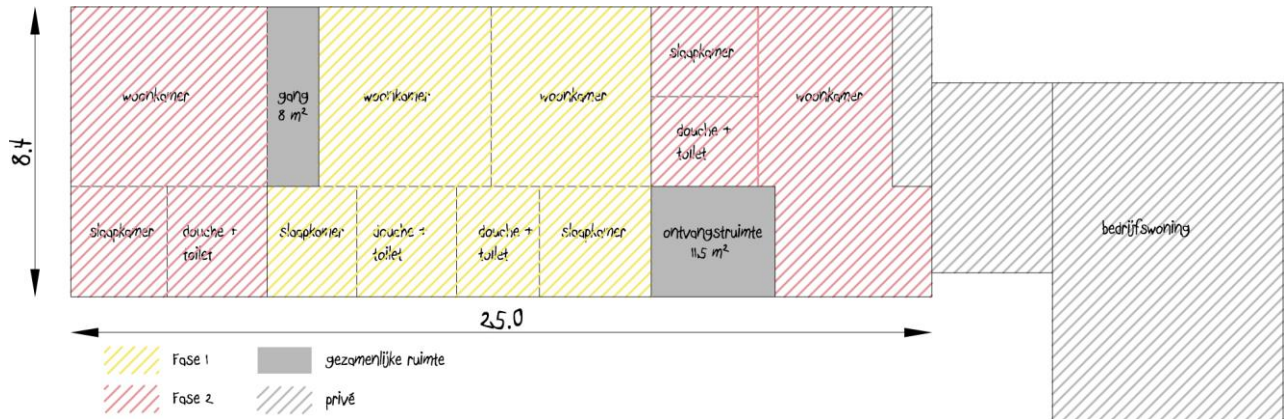 woonkamer
gang
8 m²
woonkamer
woonkamer
slaapkamer
douche +
toilet
woonkamer
8.4
slaapkamer
douche +
toilet
slaapkamer
douche +
toilet
douche +
toilet
slaapkamer
ontvangstruimte
11.5 m²
bedrijfswoning
25.0
Fase 1
gezamenlijke ruimte
Fase 2
privé